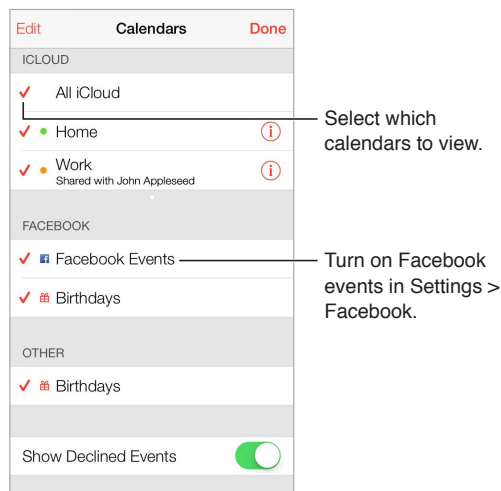 Edit Calendars Done
ICLOUD
All iCloud
Home
Work
Shared with John Appleseed
FACEBOOK
Facebook Events
Birthdays
OTHER
Birthdays
Show Declined Events
Select which
calendars to view.
Turn on Facebook
events in Settings >
Facebook.